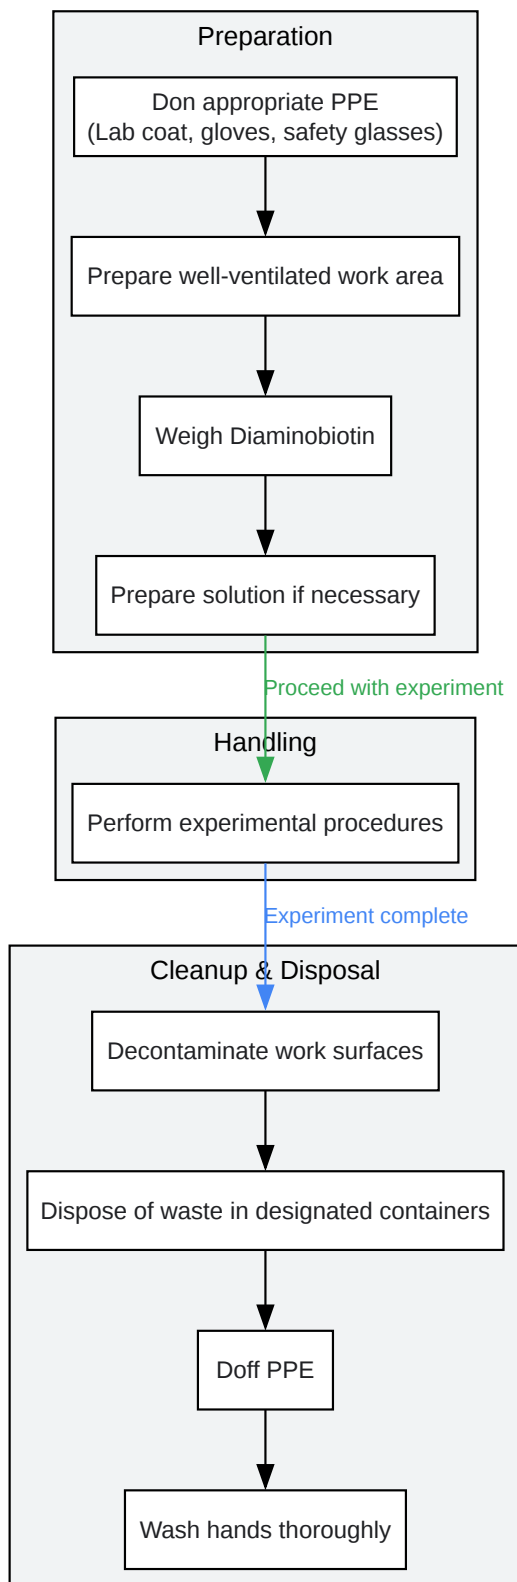 Preparation
Don appropriate PPE
(Lab coat, gloves, safety glasses)
Prepare well-ventilated work area
Weigh Diaminobiotin
Prepare solution if necessary
Proceed with experiment
Handling
Perform experimental procedures
Experiment complete
Cleanup & Disposal
Decontaminate work surfaces
Dispose of waste in designated containers
Doff PPE
Wash hands thoroughly